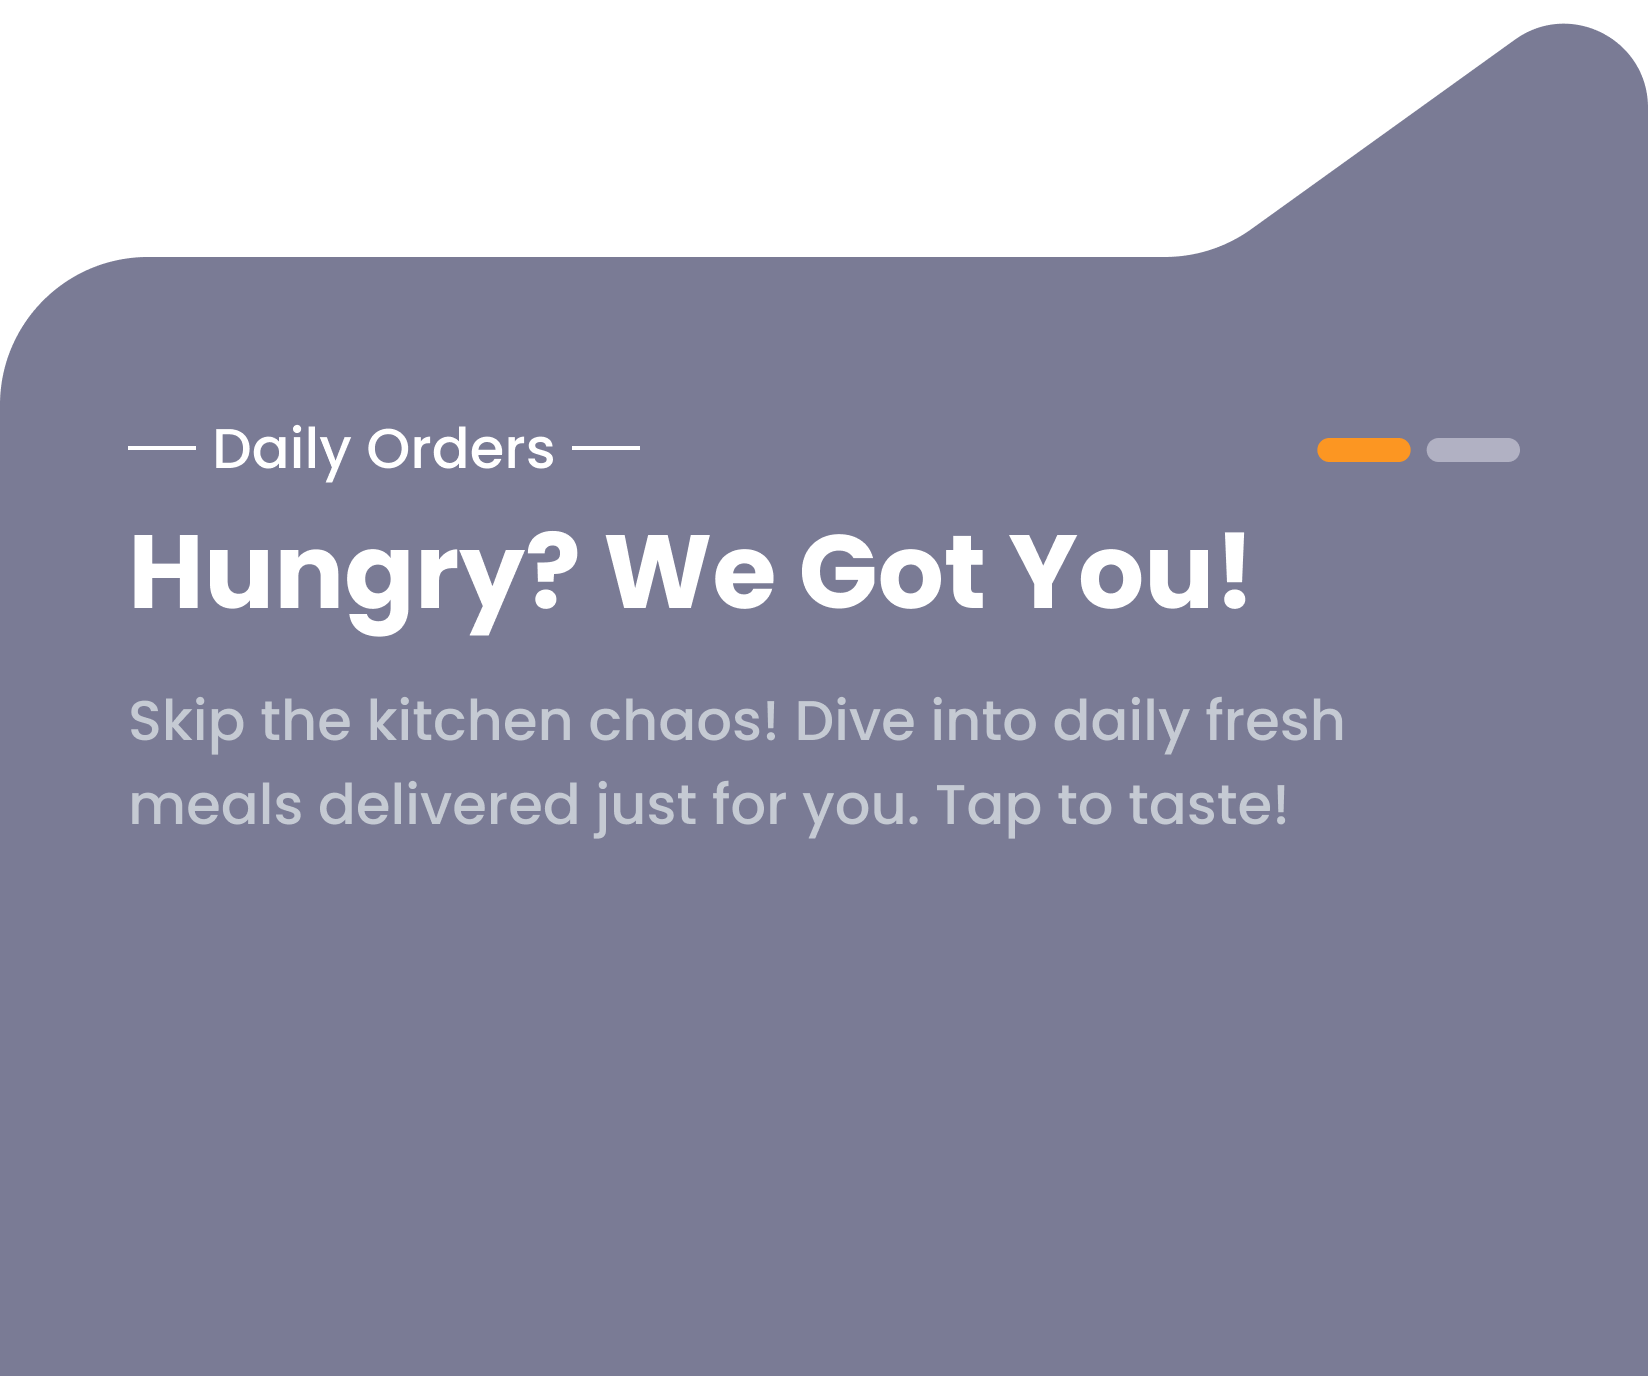 Daily Orders
Hungry? We Got You!
Skip the kitchen chaos! Dive into daily fresh
meals delivered just for you. Tap to taste!